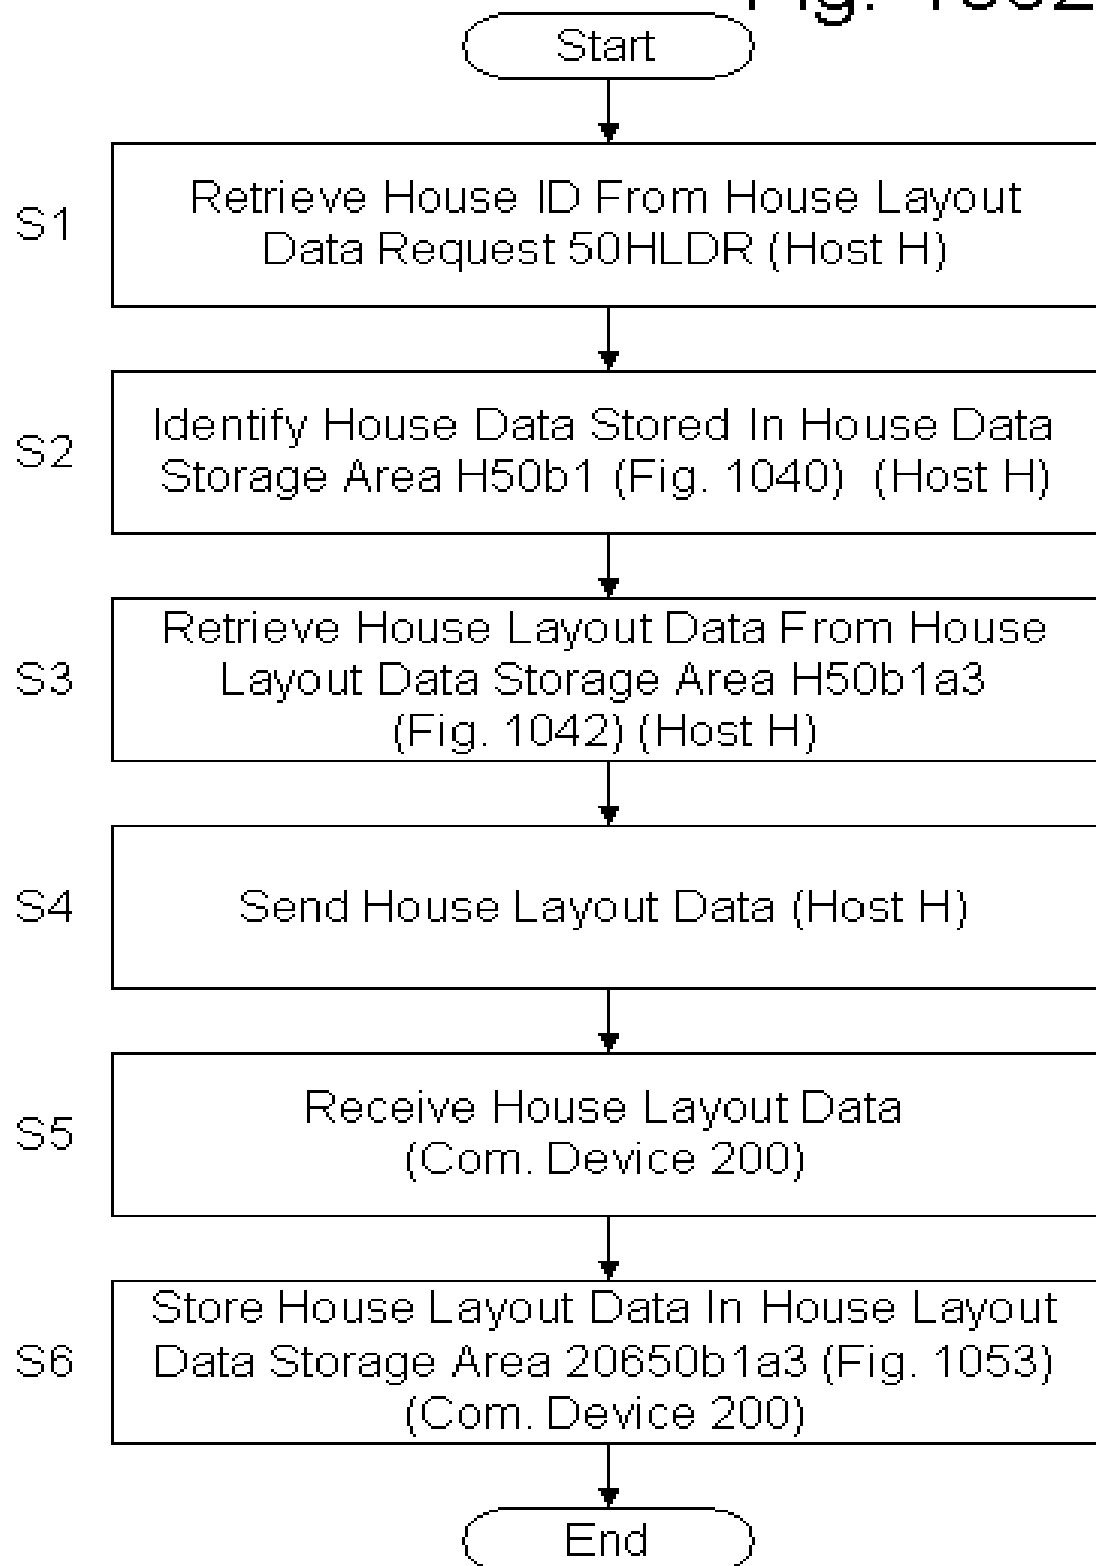 Start
S1
Retrieve House ID From House Layout
Data Request 50HLDR (Host H)
S2
Identify House Data Stored In House Data
Storage Area H50b1 (Fig. 1040) (Host H)
S3
Retrieve House Layout Data From House
Layout Data Storage Area H50b1a3
(Fig. 1042) (Host H)
S4
Send House Layout Data (Host H)
S5
Receive House Layout Data
(Com. Device 200)
S6
Store House Layout Data In House Layout
Data Storage Area 20650b1a3 (Fig. 1053)
(Com. Device 200)
End